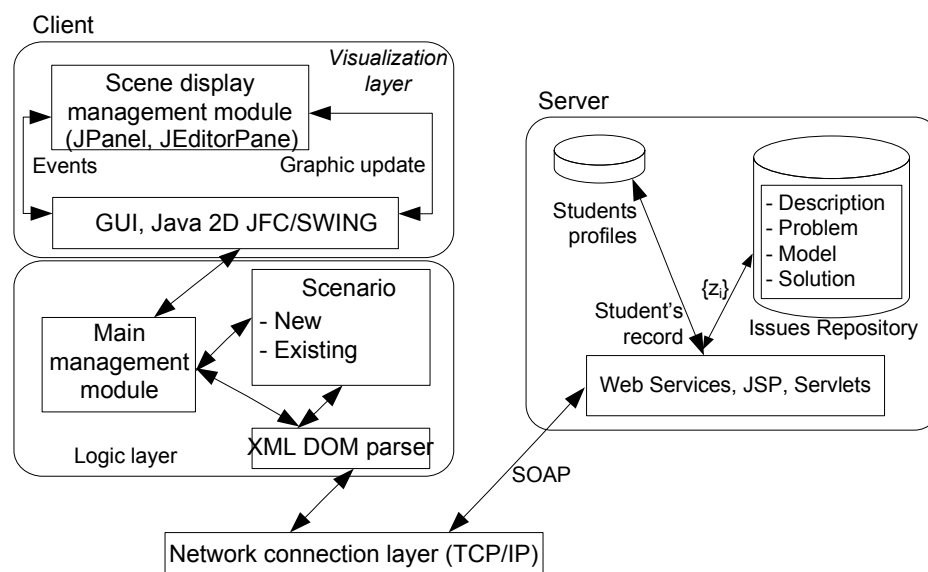 Client
Visualization
layer
Scene display
management module
(JPanel, JEditorPane)
Events
Graphic update
GUI, Java 2D JFC/SWING
Main
management
module
Scenario
- New
- Existing
Logic layer
XML DOM parser
Network connection layer (TCP/IP)
SOAP
Server
Students
profiles
- Description
- Problem
- Model
- Solution
{zᵢ}
Student’s
record
Issues Repository
Web Services, JSP, Servlets